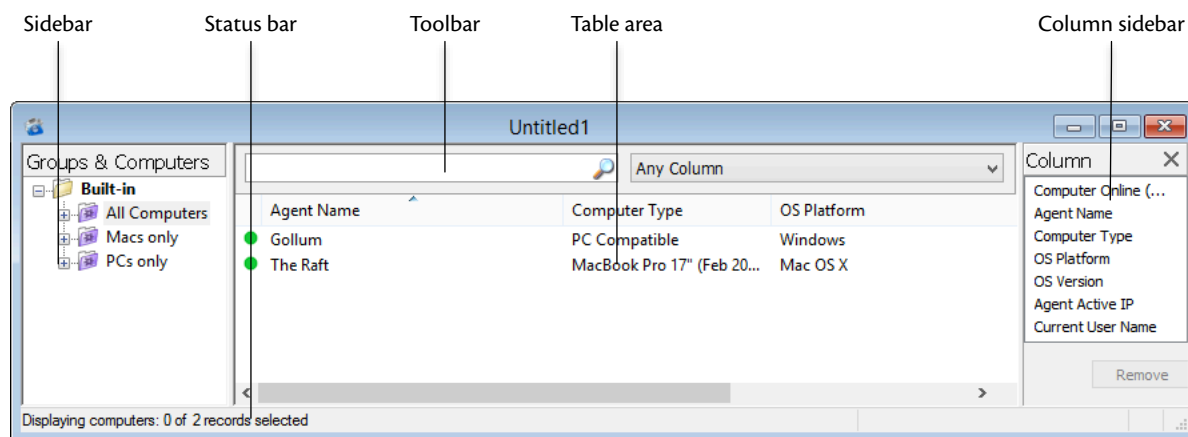 Sidebar Status bar Toolbar Table area Column sidebar
Untitled1
Groups & Computers
Built-in
All Computers
Macs only
PCs only
Any Column
Agent Name Computer Type OS Platform
Gollum PC Compatible Windows
The Raft MacBook Pro 17" (Feb 20... Mac OS X
Column
Computer Online (...
Agent Name
Computer Type
OS Platform
OS Version
Agent Active IP
Current User Name
Remove
Displaying computers: 0 of 2 records selected